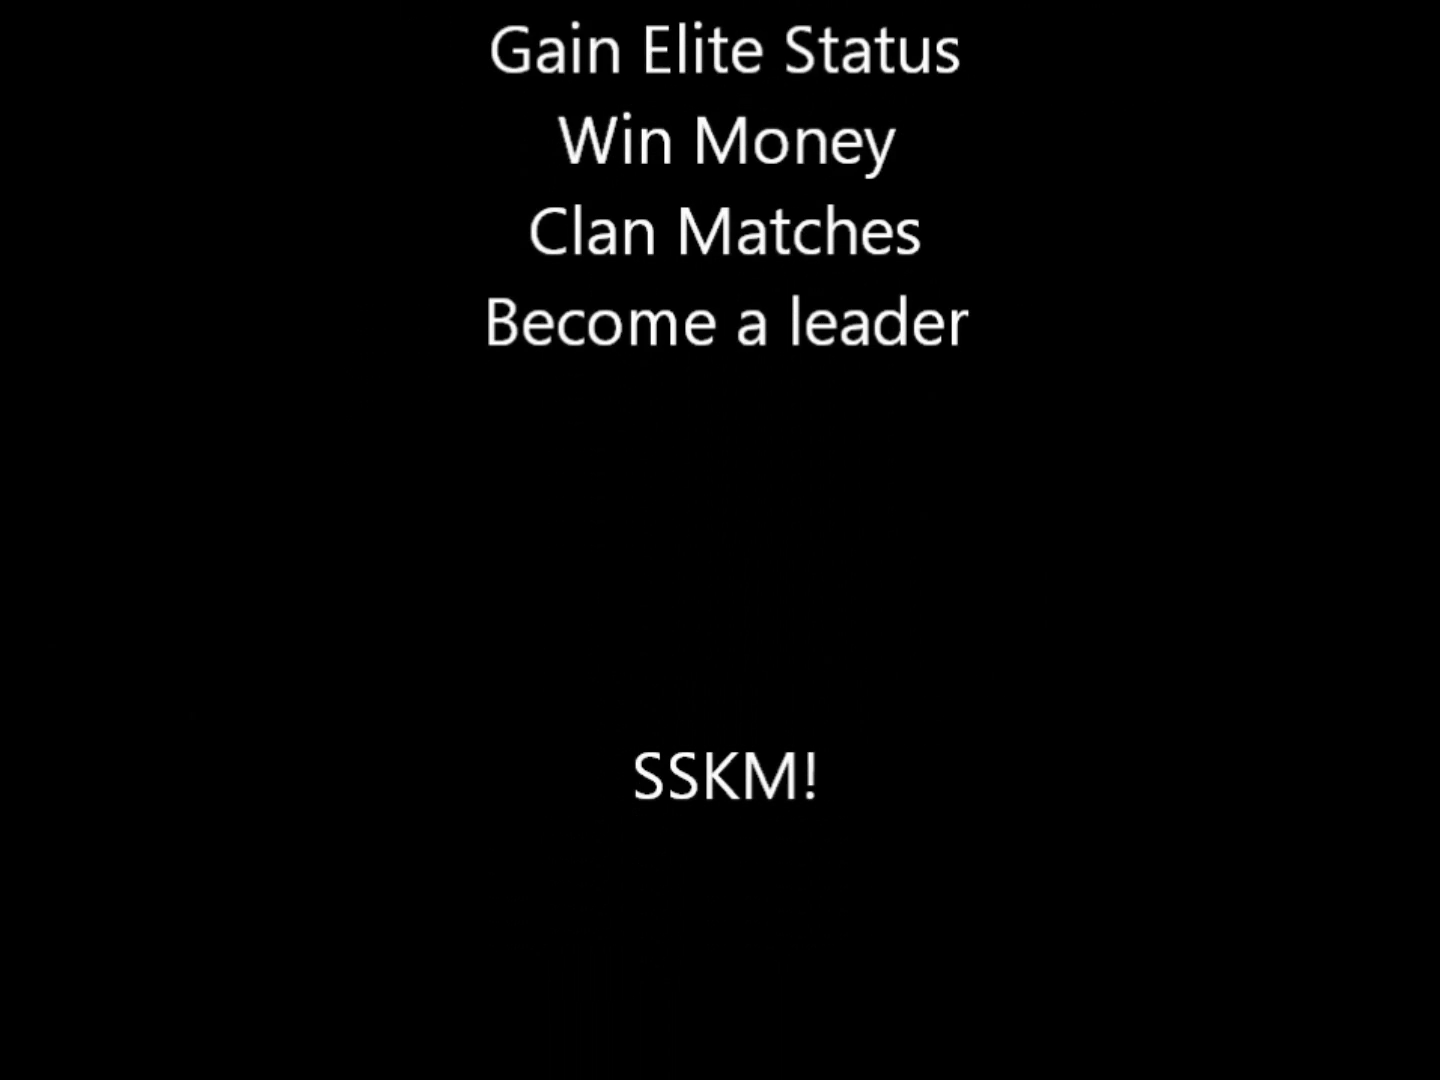 Gain Elite Status
Win Money
Clan Matches
Become a leader
SSKM!